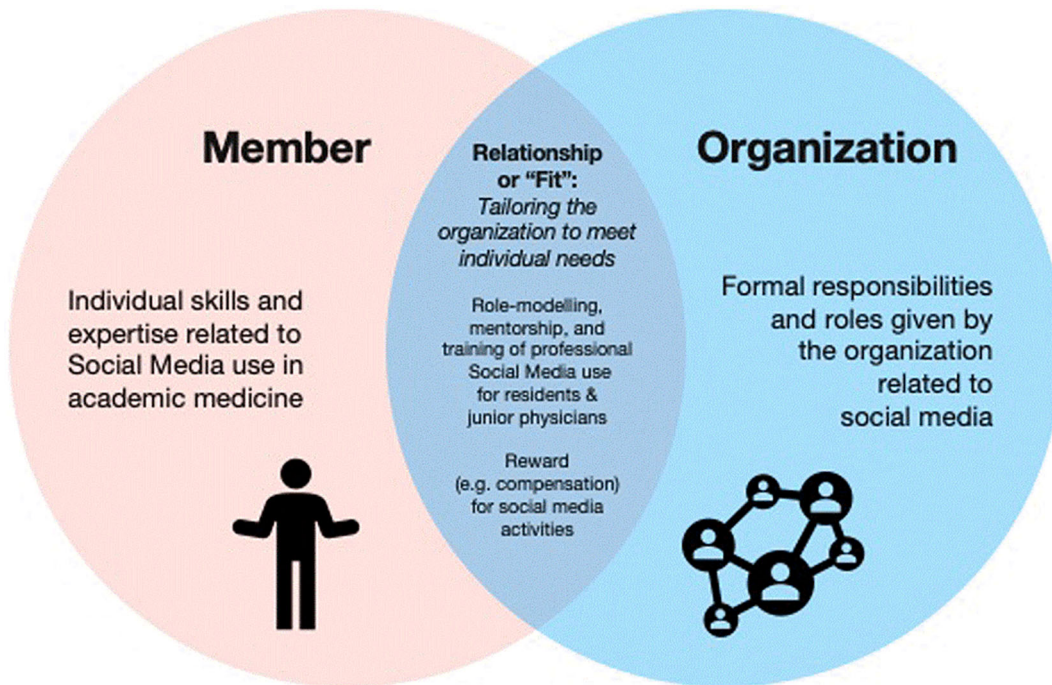 Member
Individual skills and
expertise related to
Social Media use in
academic medicine
Relationship
or “Fit”:
Tailoring the
organization to meet
individual needs
Role-modelling,
mentorship, and
training of professional
Social Media use
for residents &
junior physicians
Reward
(e.g. compensation)
for social media
activities
Organization
Formal responsibilities
and roles given by
the organization
related to
social media